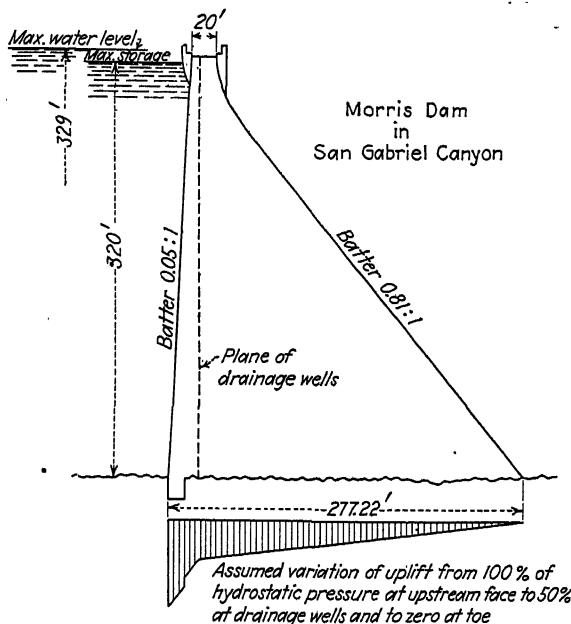 20'
Max. water level
Max. storage
329'
320'
Morris Dam
in
San Gabriel Canyon
Batter 0.05:1
Batter 0.81:1
Plane of
drainage wells
277.22'
Assumed variation of uplift from 100% of
hydrostatic pressure at upstream face to 50%
at drainage wells and to zero at toe